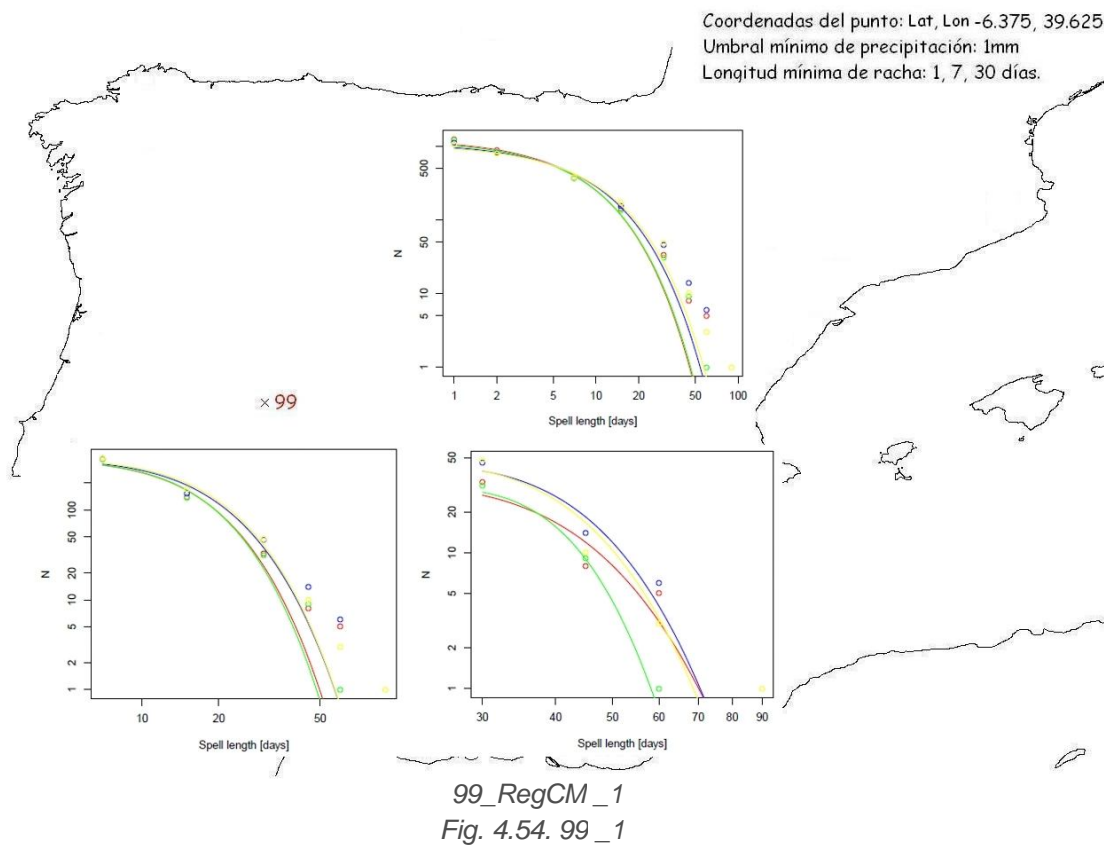 Coordenadas del punto: Lat, Lon -6.375, 39.625
Umbral mínimo de precipitación: 1mm
Longitud mínima de racha: 1, 7, 30 días.
500
50
10
5
1
N
1 2 5 10 20 50 100
Spell length [days]
× 99
100
50
20
10
5
2
1
N
10 20 50
Spell length [days]
50
20
10
5
2
1
N
30 40 50 60 70 80 90
Spell length [days]
99_RegCM _1
Fig. 4.54. 99 _1